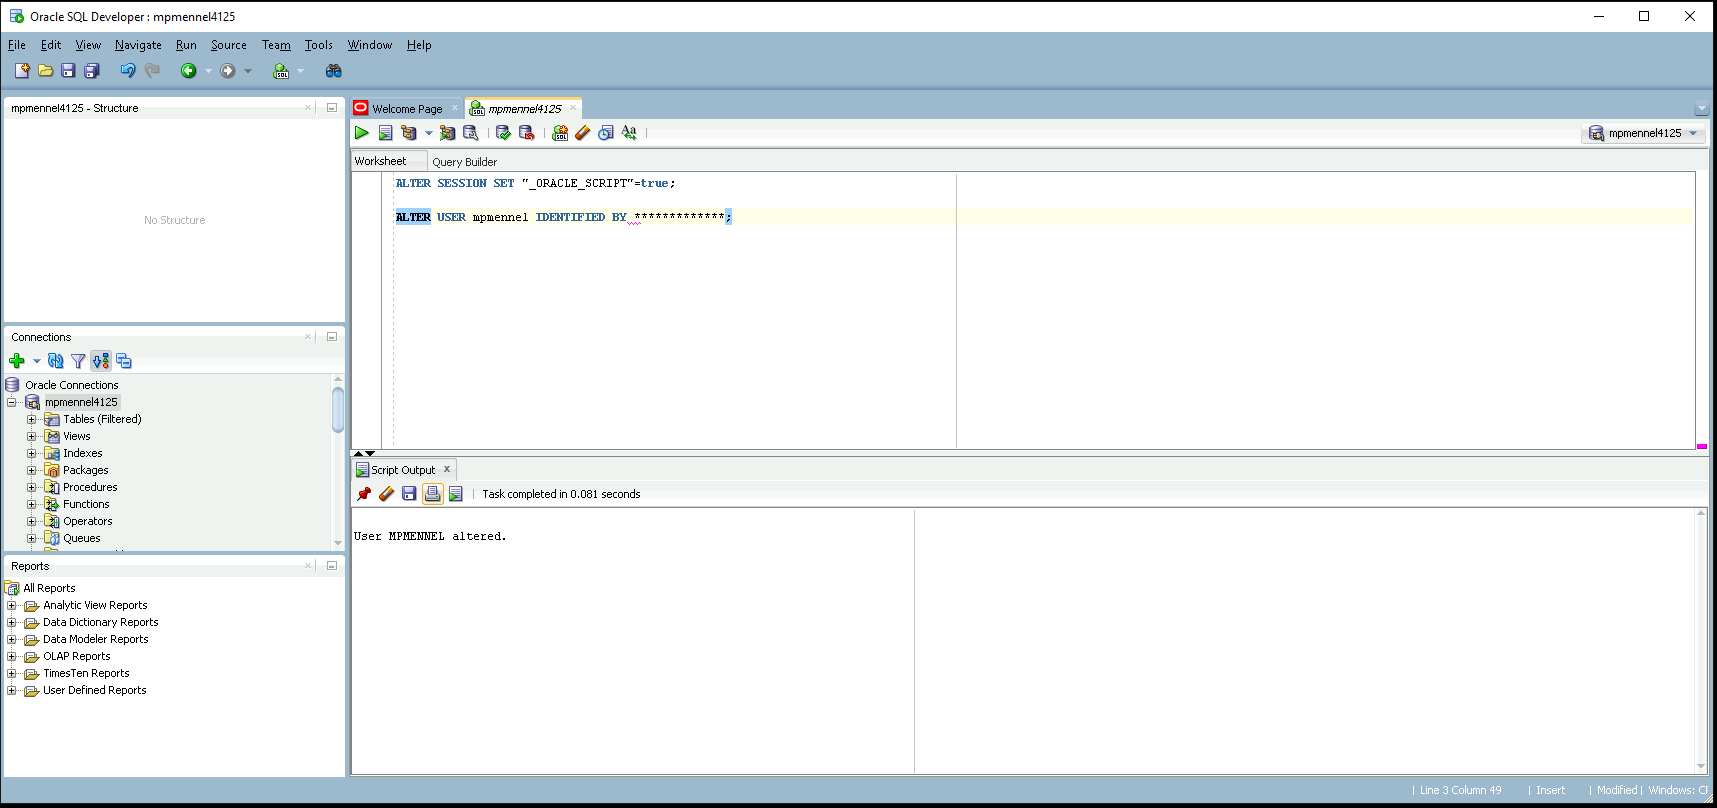 Oracle SQL Developer : mpmennel4125
File Edit View Navigate Run Source Team Tools Window Help
mpmennel4125 - Structure
No Structure
Connections
Oracle Connections
mpmennel4125
Tables (Filtered)
Views
Indexes
Packages
Procedures
Functions
Operators
Queues
Reports
All Reports
Analytic View Reports
Data Dictionary Reports
Data Modeler Reports
OLAP Reports
TimesTen Reports
User Defined Reports
Welcome Page
mpmennel4125
mpmennel4125
Worksheet
Query Builder
ALTER SESSION SET "_ORACLE_SCRIPT"=true;
ALTER USER mpmennel IDENTIFIED BY *************;
Script Output
Task completed in 0.081 seconds
User MPMENNEL altered.
Line 3 Column 49 | Insert | Modified | Windows: CF